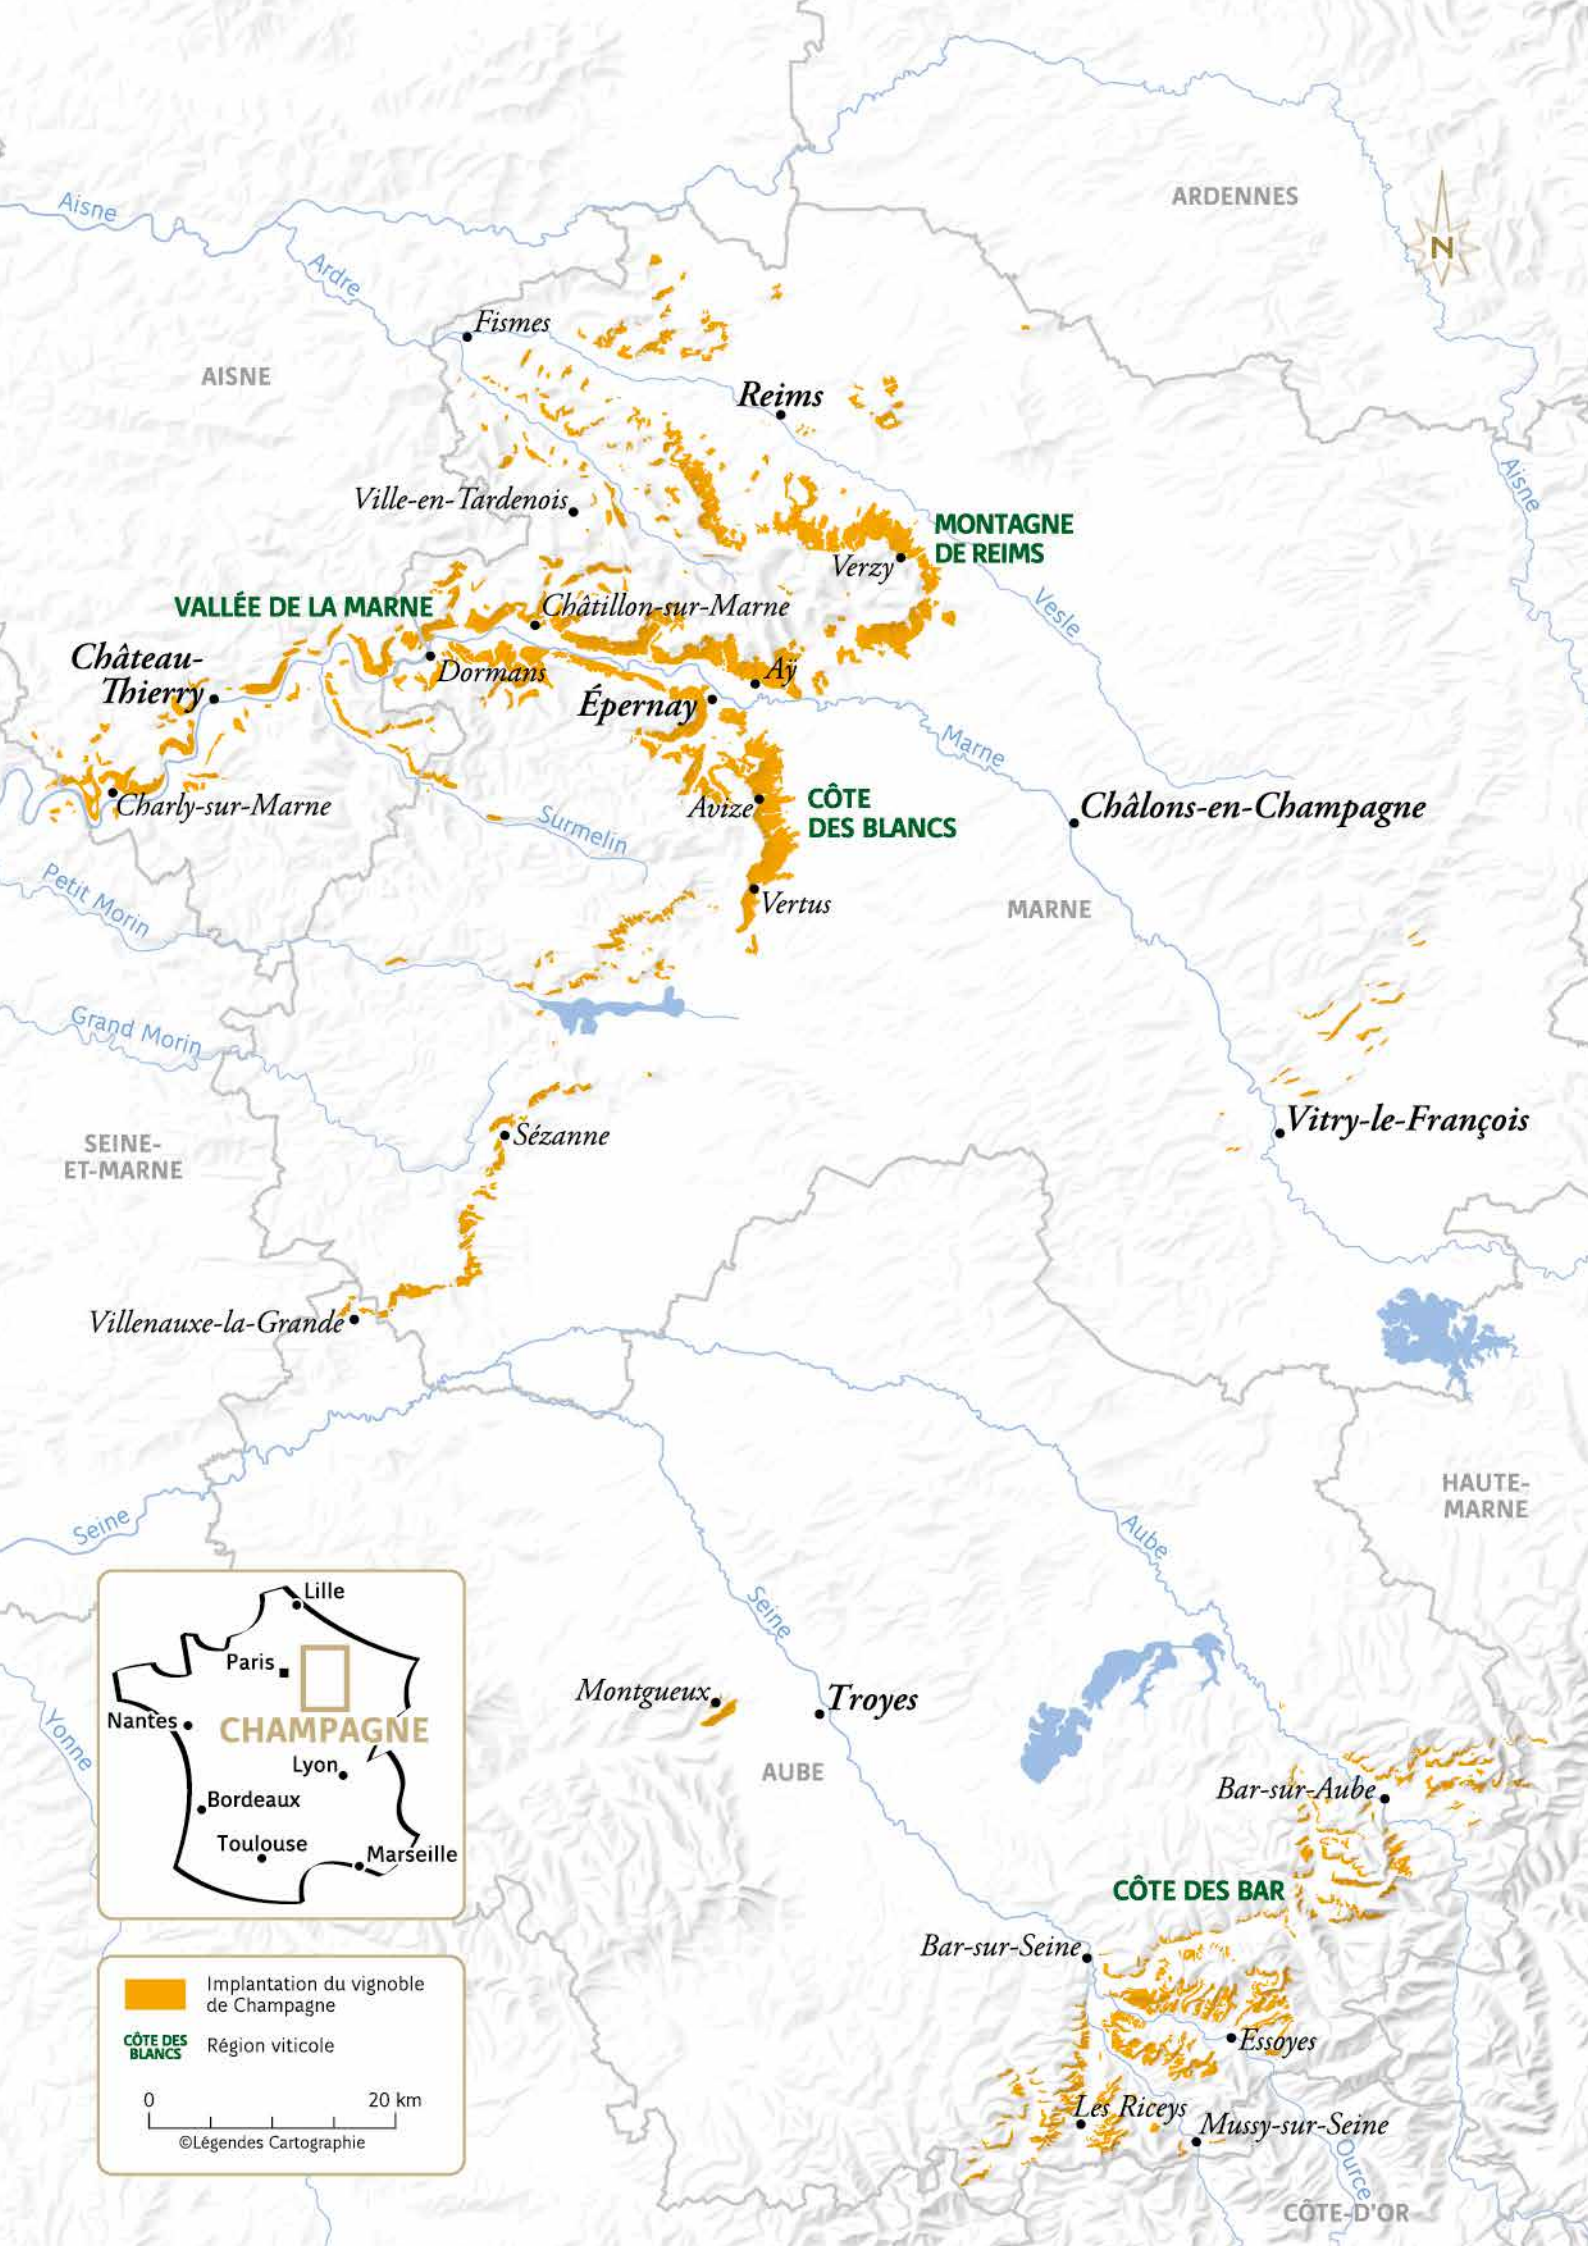 ARDENNES
Aisne
N
Ardre
Fismes
AISNE
Reims
Aisne
Ville-en-Tardenois
MONTAGNE
DE REIMS
Verzy
VALLÉE DE LA MARNE
Châtillon-sur-Marne
Vesle
Château-
Thierry
Dormans
Aÿ
Épernay
Marne
Charly-sur-Marne
Avize
CÔTE
DES BLANCS
Châlons-en-Champagne
Surmelin
Petit Morin
Vertus
MARNE
Grand Morin
Vitry-le-François
SEINE-
ET-MARNE
Sézanne
Villenauxe-la-Grande
HAUTE-
MARNE
Seine
Aube
Seine
Lille
Paris
Nantes
CHAMPAGNE
Lyon
Bordeaux
Toulouse
Marseille
Yonne
Montgueux
Troyes
AUBE
Bar-sur-Aube
CÔTE DES BAR
Bar-sur-Seine
Essoyes
Les Riceys
Mussy-sur-Seine
Ource
CÔTE-D'OR
Implantation du vignoble
de Champagne
CÔTE DES
BLANCS
Région viticole
0 20 km
©Légendes Cartographie